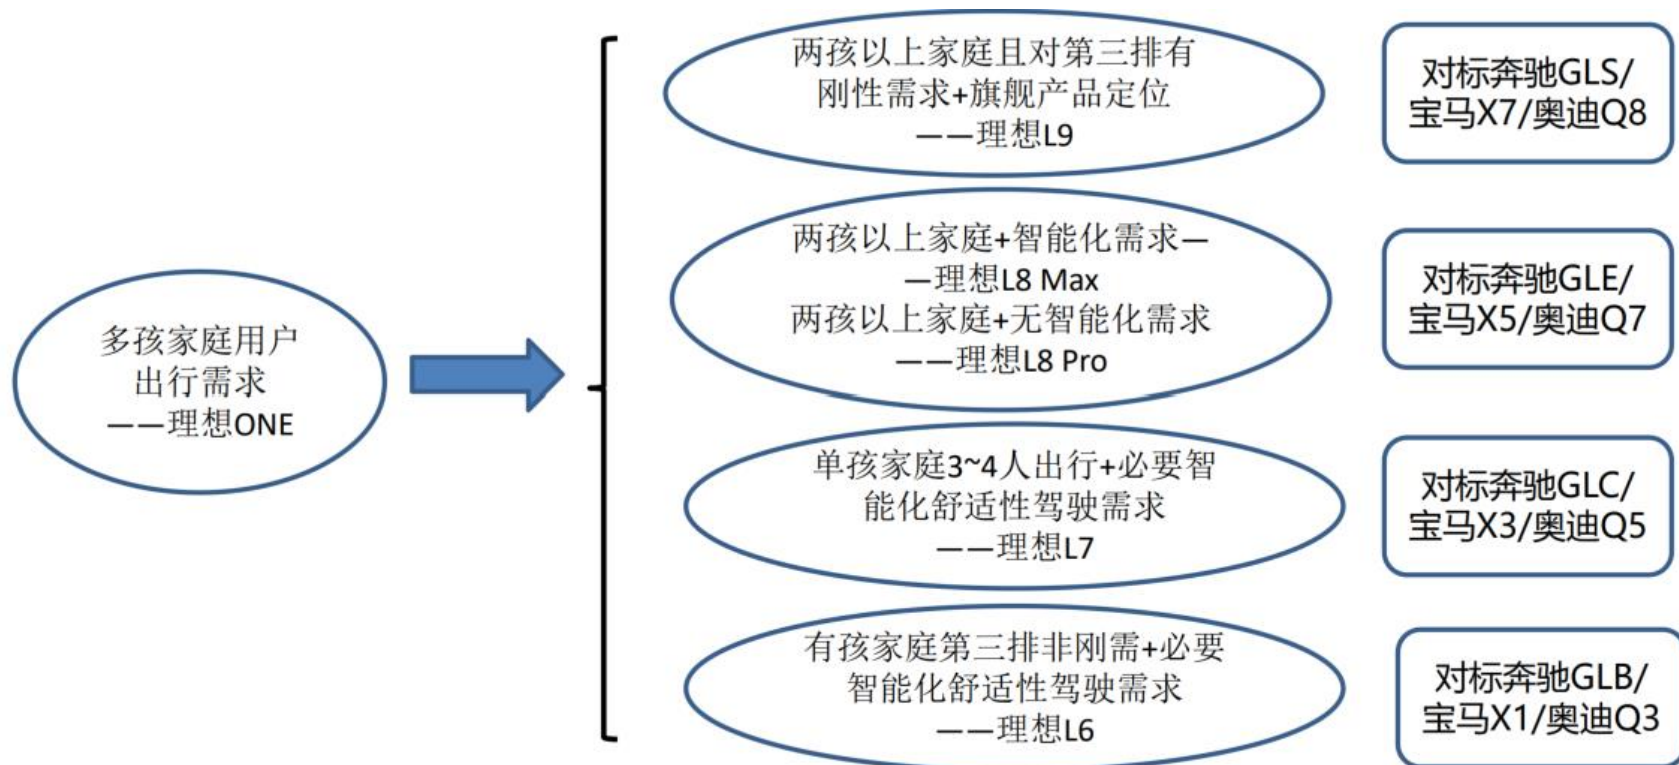 多孩家庭用户
出行需求
——理想ONE
两孩以上家庭且对第三排有
刚性需求+旗舰产品定位
——理想L9
对标奔驰GLS/
宝马X7/奥迪Q8
两孩以上家庭+智能化需求—
—理想L8 Max
两孩以上家庭+无智能化需求
——理想L8 Pro
对标奔驰GLE/
宝马X5/奥迪Q7
单孩家庭3~4人出行+必要智
能化舒适性驾驶需求
——理想L7
对标奔驰GLC/
宝马X3/奥迪Q5
有孩家庭第三排非刚需+必要
智能化舒适性驾驶需求
——理想L6
对标奔驰GLB/
宝马X1/奥迪Q3